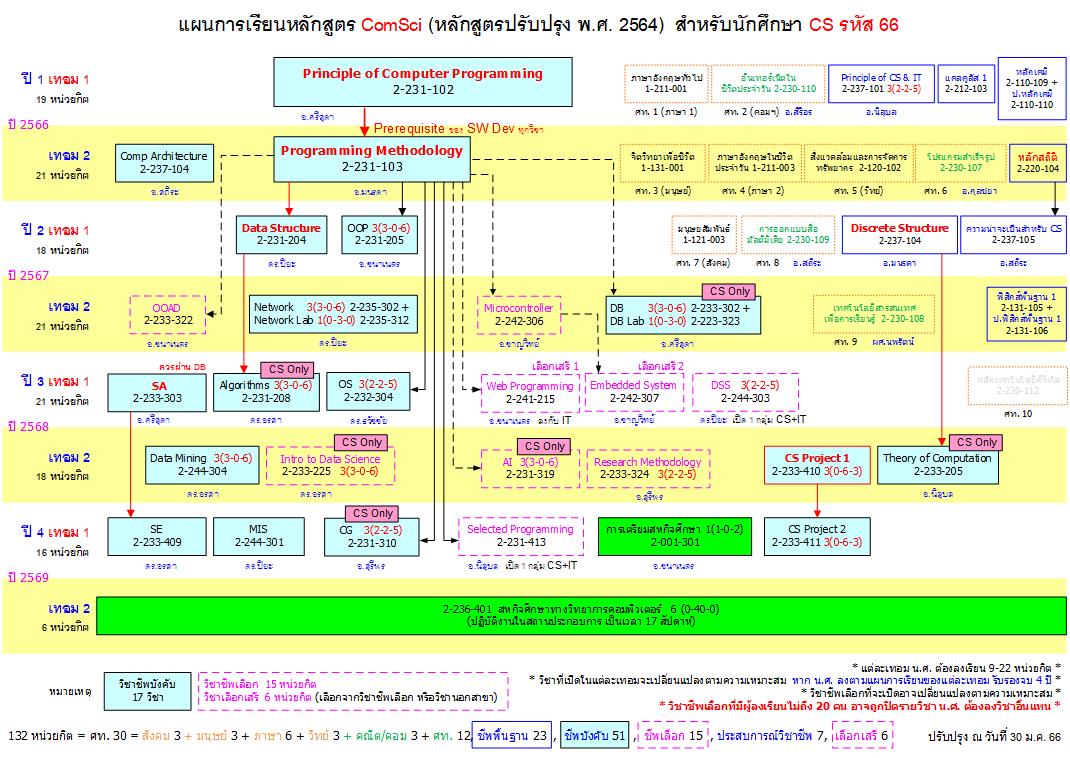 แผนการเรียนหลักสูตร ComSci (หลักสูตรปรับปรุง พ.ศ. 2564) สำหรับนักศึกษา CS รหัส 66
ปี 1 เทอม 1
19 หน่วยกิต
Principle of Computer Programming
2-231-102
อ.ศรีสุดา
ภาษาอังกฤษทั่วไป
1-211-001
ศท. 1 (ภาษา 1)
อินเทอร์เน็ตใน
ชีวิตประจำวัน 2-230-110
ศท. 2 (คอมฯ) อ.สิธิธร
Principle of CS & IT
2-237-101 3(2-2-5)
อ.นิลุบล
แคลคูลัส 1
2-212-103
หลักเคมี
2-110-109 +
ป.หลักเคมี
2-110-110
ปี 2566
Prerequisite ของ SW Dev ทุกวิชา
เทอม 2
21 หน่วยกิต
Comp Architecture
2-237-104
อ.สถิระ
Programming Methodology
2-231-103
อ.มนรดา
จิตวิทยาเพื่อชีวิต
1-131-001
ศท. 3 (มนุษย์)
ภาษาอังกฤษในชีวิต
ประจำวัน 1-211-003
ศท. 4 (ภาษา 2)
สิ่งแวดล้อมและการจัดการ
ทรัพยากร 2-120-102
ศท. 5 (วิทย์)
โปรแกรมสำเร็จรูป
2-230-107
ศท. 6 อ.กุลชยา
หลักสถิติ
2-220-104
ปี 2 เทอม 1
18 หน่วยกิต
Data Structure
2-231-204
ดร.ปิยะ
OOP 3(3-0-6)
2-231-205
อ.ชนาเนตร
มนุษยสัมพันธ์
1-121-003
ศท. 7 (สังคม)
การออกแบบสื่อ
มัลติมีเดีย 2-230-109
ศท. 8 อ.สถิระ
Discrete Structure
2-237-104
อ.มนรดา
ความน่าจะเป็นสำหรับ CS
2-237-105
อ.สถิระ
ปี 2567
เทอม 2
21 หน่วยกิต
OOAD
2-233-322
อ.ชนาเนตร
Network 3(3-0-6) 2-235-302 +
Network Lab 1(0-3-0) 2-235-312
ดร.ปิยะ
Microcontroller
2-242-306
อ.ชาญวิทย์
CS Only
DB 3(3-0-6) 2-233-302 +
DB Lab 1(0-3-0) 2-223-323
อ.ศรีสุดา
เทคโนโลยีสารสนเทศ
เพื่อการเรียนรู้ 2-230-108
ศท. 9 ผศ.นพรัตน์
ฟิสิกส์พื้นฐาน 1
2-131-105 +
ป.ฟิสิกส์พื้นฐาน 1
2-131-106
ปี 3 เทอม 1
21 หน่วยกิต
ควรผ่าน DB
SA
2-233-303
อ.ศรีสุดา
CS Only
Algorithms 3(3-0-6)
2-231-208
ดร.อรสา
OS 3(2-2-5)
2-232-304
ดร.ธวัชชัย
เลือกเสรี 1
Web Programming
2-241-215
อ.ชนาเนตร ลงกับ IT
เลือกเสรี 2
Embedded System
2-242-307
อ.ชาญวิทย์
DSS 3(2-2-5)
2-244-303
ดร.ปิยะ เปิด 1 กลุ่ม CS+IT
หลักเทคโนโลยีดิจิทัล
2-230-112
ศท. 10
ปี 2568
เทอม 2
18 หน่วยกิต
Data Mining 3(3-0-6)
2-244-304
ดร.อรสา
CS Only
Intro to Data Science
2-233-225 3(3-0-6)
ดร.อรสา
CS Only
AI 3(3-0-6)
2-231-319
Research Methodology
2-233-324 3(2-2-5)
อ.สุรีพร
CS Project 1
2-233-410 3(0-6-3)
CS Only
Theory of Computation
2-233-205
อ.นิลุบล
ปี 4 เทอม 1
16 หน่วยกิต
SE
2-233-409
ดร.อรสา
MIS
2-244-301
ดร.ปิยะ
CS Only
CG 3(2-2-5)
2-231-310
อ.สุรีพร
Selected Programming
2-231-413
อ.นิลุบล เปิด 1 กลุ่ม CS+IT
การเตรียมสหกิจศึกษา 1(1-0-2)
2-001-301
อ.ชนาเนตร
CS Project 2
2-233-411 3(0-6-3)
ปี 2569
เทอม 2
6 หน่วยกิต
2-236-401 สหกิจศึกษาทางวิทยาการคอมพิวเตอร์ 6 (0-40-0)
(ปฏิบัติงานในสถานประกอบการ เป็นเวลา 17 สัปดาห์)
หมายเหตุ
วิชาชีพบังคับ
17 วิชา
วิชาชีพเลือก 15 หน่วยกิต
วิชาเลือกเสรี 6 หน่วยกิต (เลือกจากวิชาชีพเลือก หรือวิชานอกสาขา)
* แต่ละเทอม น.ศ. ต้องลงเรียน 9-22 หน่วยกิต *
* วิชาที่เปิดในแต่ละเทอมจะเปลี่ยนแปลงตามความเหมาะสม หาก น.ศ. ลงตามแผนการเรียนของแต่ละเทอม รับรองจบ 4 ปี *
* วิชาชีพเลือกที่จะเปิดอาจเปลี่ยนแปลงตามความเหมาะสม *
* วิชาชีพเลือกที่มีผู้ลงเรียนไม่ถึง 20 คน อาจถูกปิดรายวิชา น.ศ. ต้องลงวิชาอื่นแทน *
132 หน่วยกิต = ศท. 30 = สังคม 3 + มนุษย์ 3 + ภาษา 6 + วิทย์ 3 + คณิต/คอม 3 + ศท. 12, ชีพพื้นฐาน 23 , ชีพบังคับ 51 , ชีพเลือก 15 , ประสบการณ์วิชาชีพ 7, เลือกเสรี 6
ปรับปรุง ณ วันที่ 30 ม.ค. 66